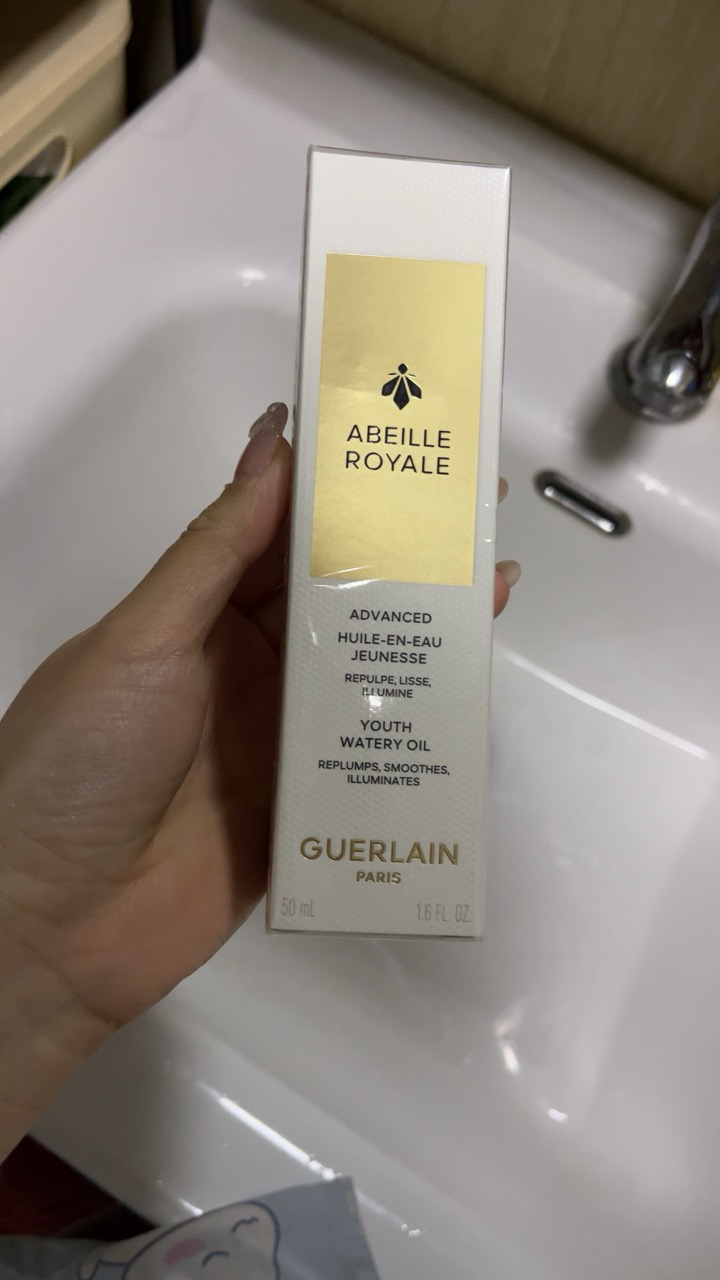 ABEILLE
ROYALE
ADVANCED
HUILE-EN-EAU
JEUNESSE
REPULPE, LISSE,
ILLUMINE
YOUTH
WATERY OIL
REPLUMPS, SMOOTHES,
ILLUMINATES
GUERLAIN
PARIS
50 mL 1.6 FL. OZ.